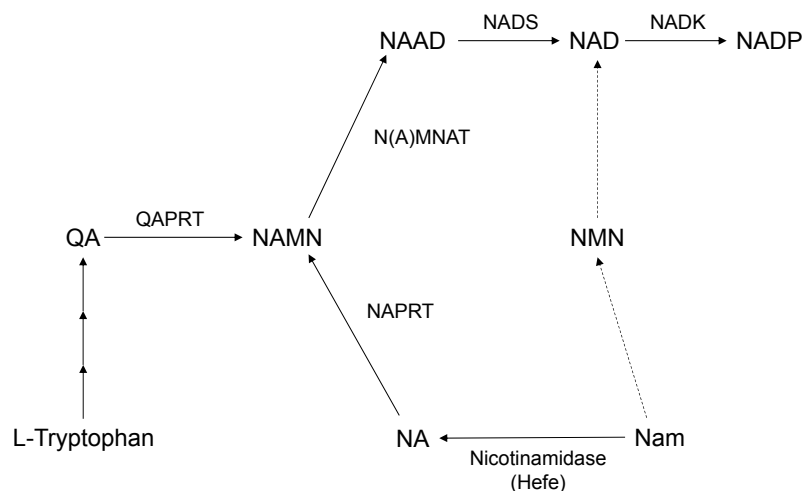 NADS
NADK
NAAD
NAD
NADP
N(A)MNAT
QAPRT
QA
NAMN
NMN
NAPRT
L-Tryptophan
NA
Nam
Nicotinamidase
(Hefe)